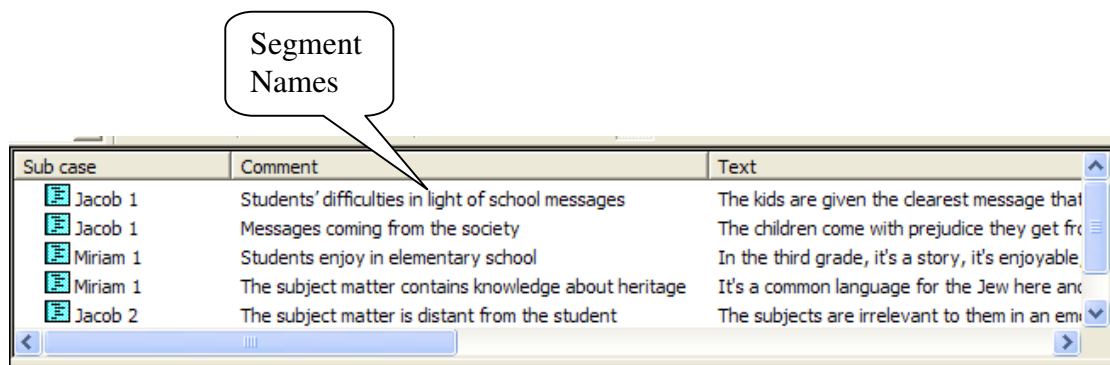 Segment
Names
Sub case Comment Text
Jacob 1 Students' difficulties in light of school messages The kids are given the clearest message that
Jacob 1 Messages coming from the society The children come with prejudice they get
Miriam 1 Students enjoy in elementary school In the third grade, it's a story, it's enjoyable,
Miriam 1 The subject matter contains knowledge about heritage It's a common language for the Jew here and
Jacob 2 The subject matter is distant from the student The subjects are irrelevant to them in an